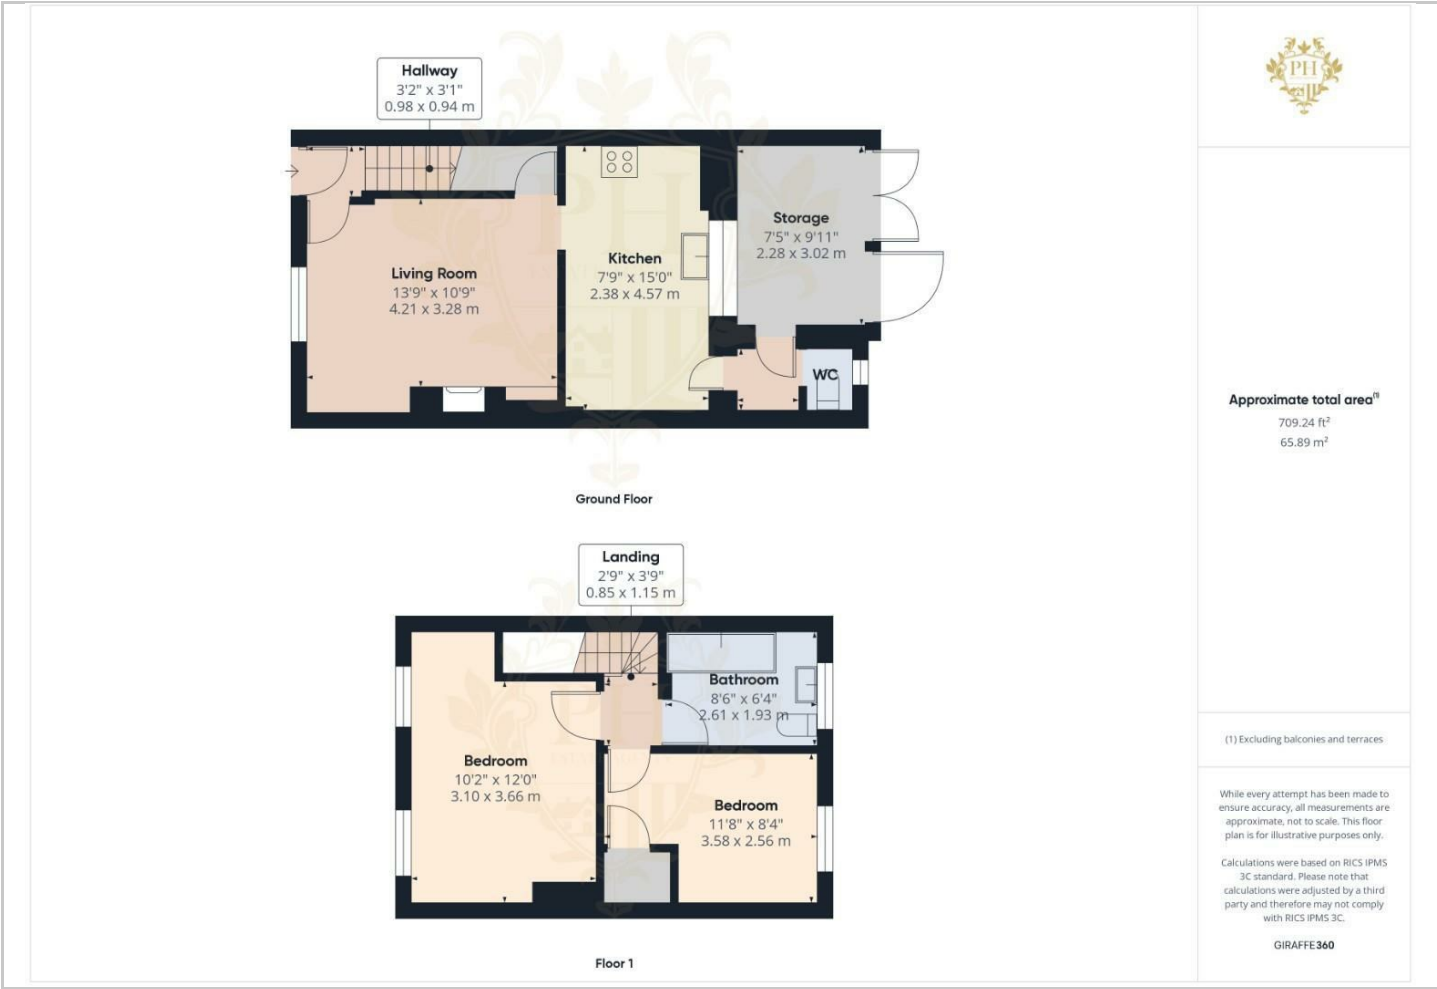 Hallway
3'2" x 3'1"
0.98 x 0.94 m
Living Room
13'9" x 10'9"
4.21 x 3.28 m
Kitchen
7'9" x 15'0"
2.38 x 4.57 m
Storage
7'5" x 9'11"
2.28 x 3.02 m
WC
Ground Floor
Landing
2'9" x 3'9"
0.85 x 1.15 m
Bathroom
8'6" x 6'4"
2.61 x 1.93 m
Bedroom
10'2" x 12'0"
3.10 x 3.66 m
Bedroom
11'8" x 8'4"
3.58 x 2.56 m
Floor 1
PH
Approximate total area(1)
709.24 ft²
65.89 m²
(1) Excluding balconies and terraces
While every attempt has been made to
ensure accuracy, all measurements are
approximate, not to scale. This floor
plan is for illustrative purposes only.
Calculations were based on RICS IPMS
3C standard. Please note that
calculations were adjusted by a third
party and therefore may not comply
with RICS IPMS 3C.
GIRAFFE360